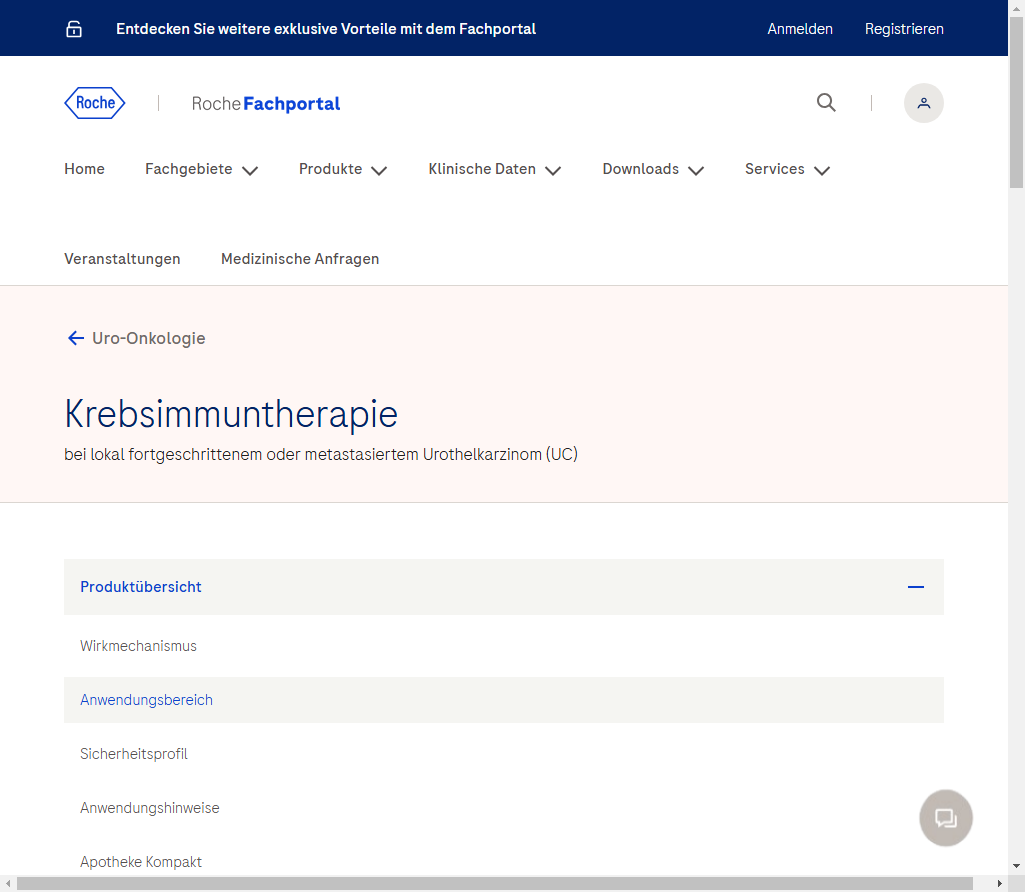 Entdecken Sie weitere exklusive Vorteile mit dem Fachportal
Anmelden
Registrieren
Roche
Roche Fachportal
Home
Fachgebiete
Produkte
Klinische Daten
Downloads
Services
Veranstaltungen
Medizinische Anfragen
Uro-Onkologie
Krebsimmuntherapie
bei lokal fortgeschrittenem oder metastasiertem Urothelkarzinom (UC)
Produktübersicht
Wirkmechanismus
Anwendungsbereich
Sicherheitsprofil
Anwendungshinweise
Apotheke Kompakt